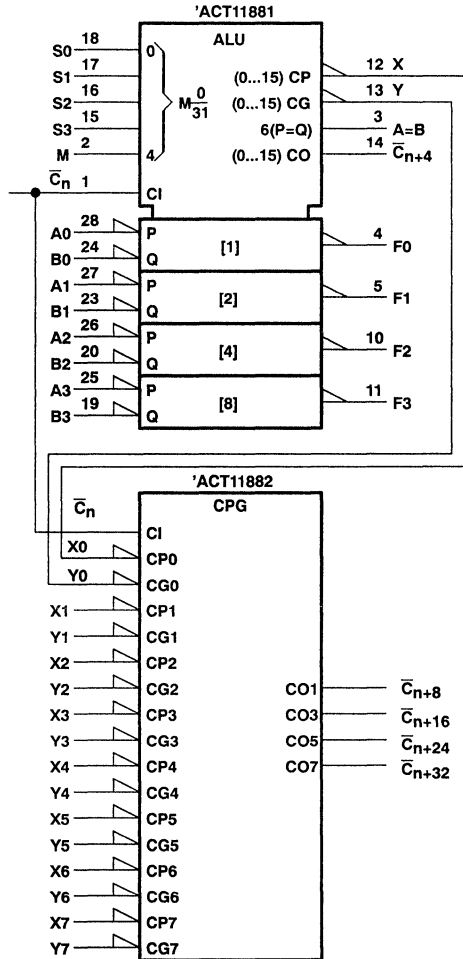 'ACT11881
ALU
S0 18 0
S1 17
S2 16
S3 15
M 2 4
M 0/31
(0...15) CP 12 X
(0...15) CG 13 Y
6(P=Q) 3 A=B
(0...15) CO 14 C̅n+4
C̅n 1 CI
A0 28 P
B0 24 Q
[1] 4 F0
A1 27 P
B1 23 Q
[2] 5 F1
A2 26 P
B2 20 Q
[4] 10 F2
A3 25 P
B3 19 Q
[8] 11 F3
'ACT11882
CPG
C̅n CI
X0 CP0
Y0 CG0
X1 CP1
Y1 CG1
X2 CP2
Y2 CG2 CO1 C̅n+8
X3 CP3 CO3 C̅n+16
Y3 CG3 CO5 C̅n+24
X4 CP4 CO7 C̅n+32
Y4 CG4
X5 CP5
Y5 CG5
X6 CP6
Y6 CG6
X7 CP7
Y7 CG7